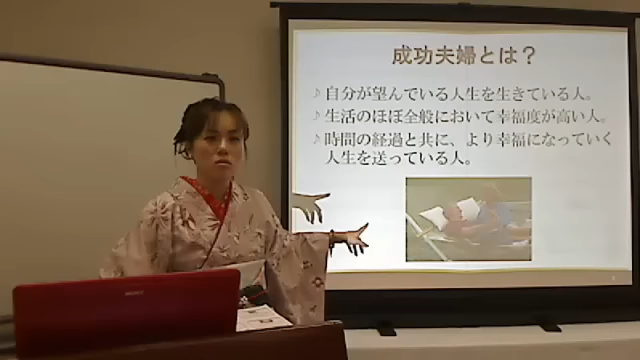 成功夫婦とは？
♪自分が望んでいる人生を生きている人。
♪生活のほぼ全般において幸福度が高い人。
♪時間の経過と共に、より幸福になっていく
人生を送っている人。
SONY